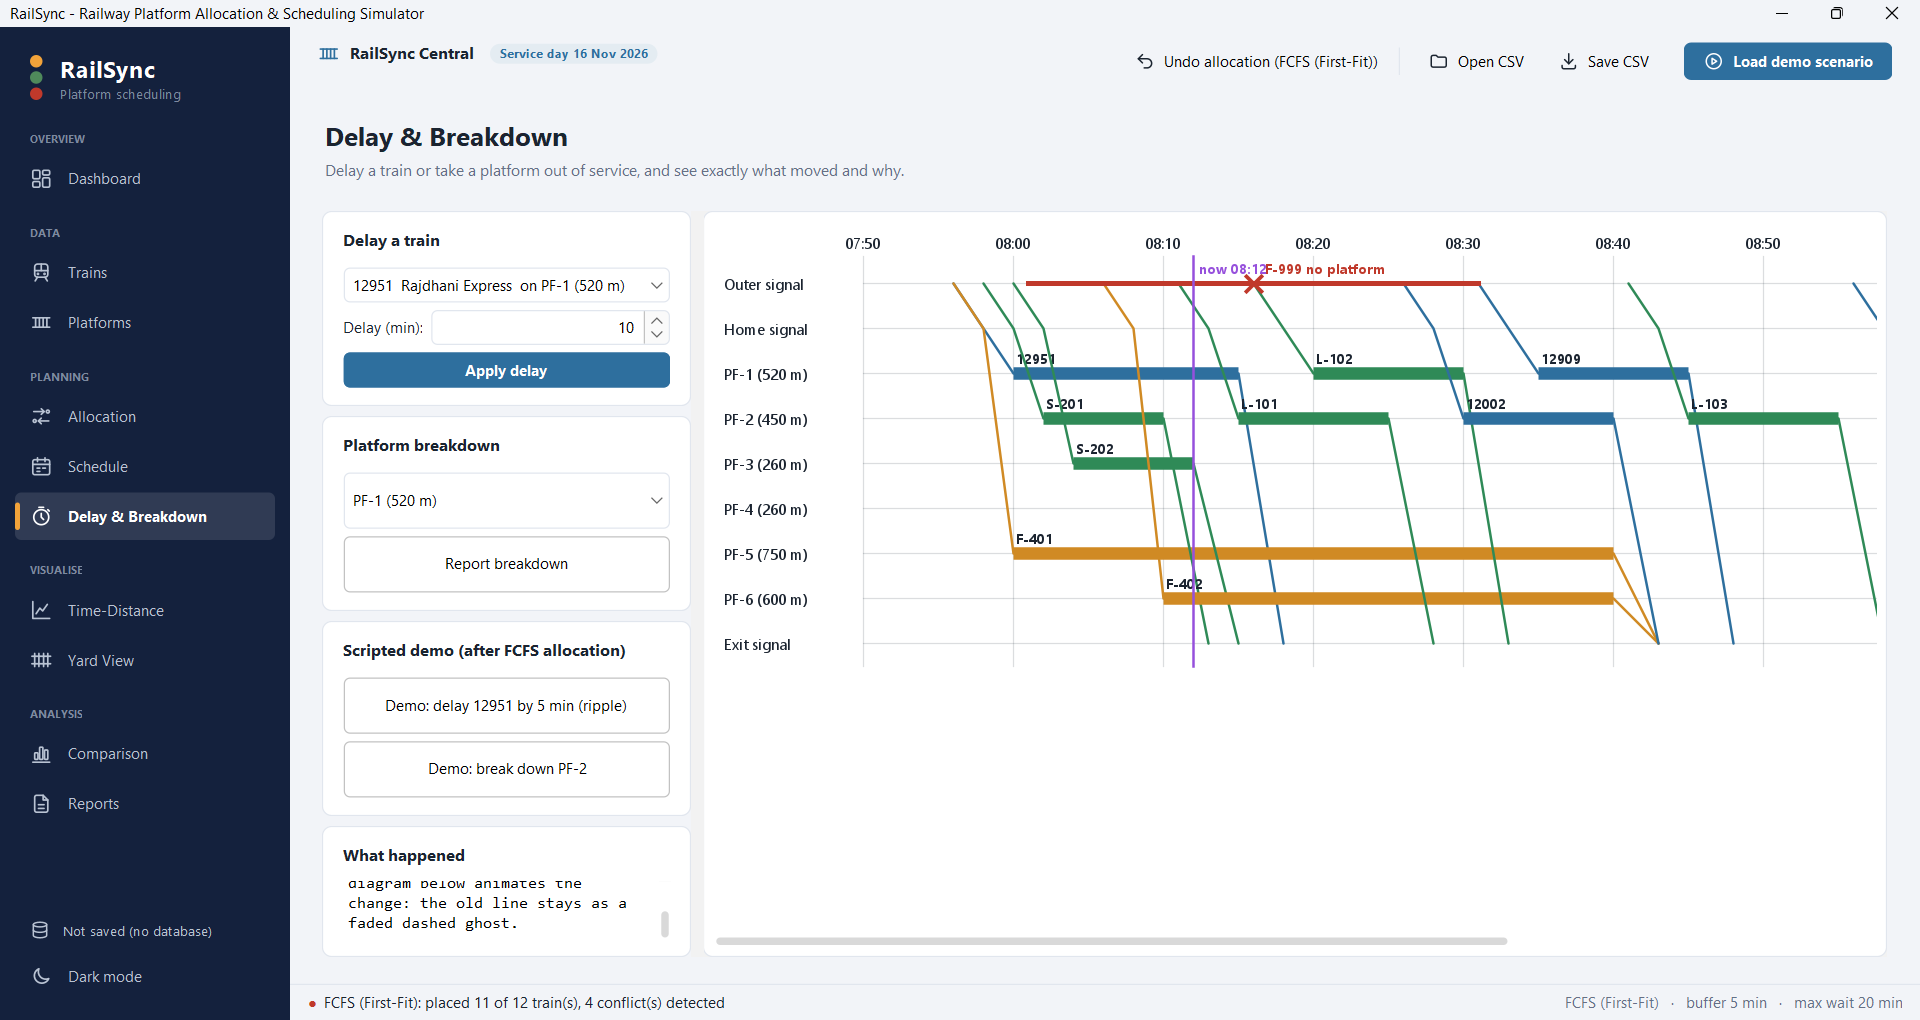 RailSync - Railway Platform Allocation & Scheduling Simulator
RailSync
Platform scheduling
OVERVIEW
Dashboard
DATA
Trains
Platforms
PLANNING
Allocation
Schedule
Delay & Breakdown
VISUALISE
Time-Distance
Yard View
ANALYSIS
Comparison
Reports
Not saved (no database)
Dark mode
RailSync Central
Service day 16 Nov 2026
Undo allocation (FCFS (First-Fit))
Open CSV
Save CSV
Load demo scenario
Delay & Breakdown
Delay a train or take a platform out of service, and see exactly what moved and why.
Delay a train
12951 Rajdhani Express on PF-1 (520 m)
Delay (min):
10
Apply delay
Platform breakdown
PF-1 (520 m)
Report breakdown
Scripted demo (after FCFS allocation)
Demo: delay 12951 by 5 min (ripple)
Demo: break down PF-2
What happened
diagram below animates the
change: the old line stays as a
faded dashed ghost.
07:50 08:00 08:10 08:20 08:30 08:40 08:50
now 08:12
F-999 no platform
Outer signal
Home signal
12951 L-102 12909
PF-1 (520 m)
S-201 L-101 12002 L-103
PF-2 (450 m)
S-202
PF-3 (260 m)
PF-4 (260 m)
F-401
PF-5 (750 m)
F-402
PF-6 (600 m)
Exit signal
FCFS (First-Fit): placed 11 of 12 train(s), 4 conflict(s) detected
FCFS (First-Fit) · buffer 5 min · max wait 20 min